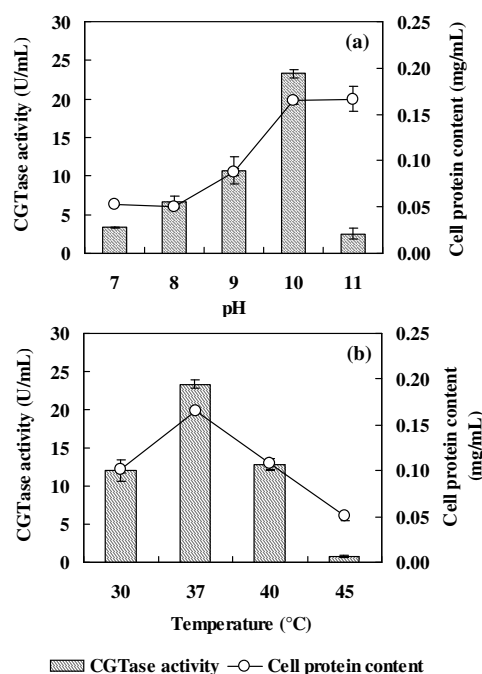 (a)
CGTase activity (U/mL)
30
25
20
15
10
5
0
0.25
0.20
0.15
0.10
0.05
0.00
Cell protein content (mg/mL)
7 8 9 10 11
pH
(b)
CGTase activity (U/mL)
30
25
20
15
10
5
0
0.25
0.20
0.15
0.10
0.05
0.00
Cell protein content
(mg/mL)
30 37 40 45
Temperature (°C)
CGTase activity Cell protein content